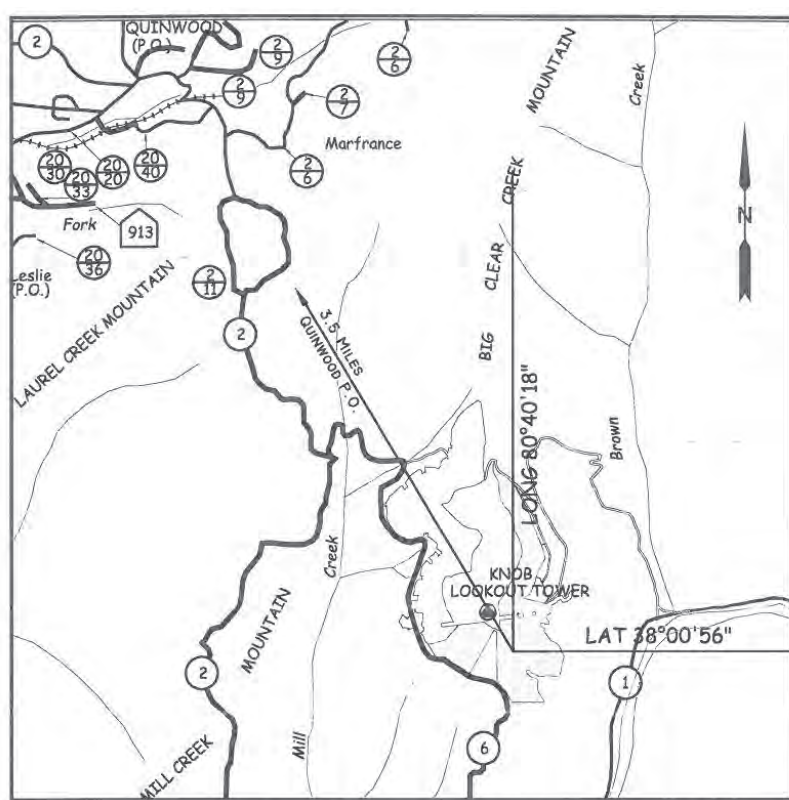 QUINWOOD
(P.O.)
2
2
9
2
6
MOUNTAIN
Creek
2
9
2
7
Marfrance
20
30
20
33
20
20
20
40
2
6
CREEK
N
Fork
913
20
36
Leslie
(P.O.)
2
11
CLEAR
LAUREL CREEK MOUNTAIN
2
3.5 MILES
QUINWOOD P.O.
BIG
LONG 80°40'18"
Brown
Creek
KNOB
LOOKOUT TOWER
MOUNTAIN
LAT 38°00'56"
2
1
Mill
6
MILL CREEK